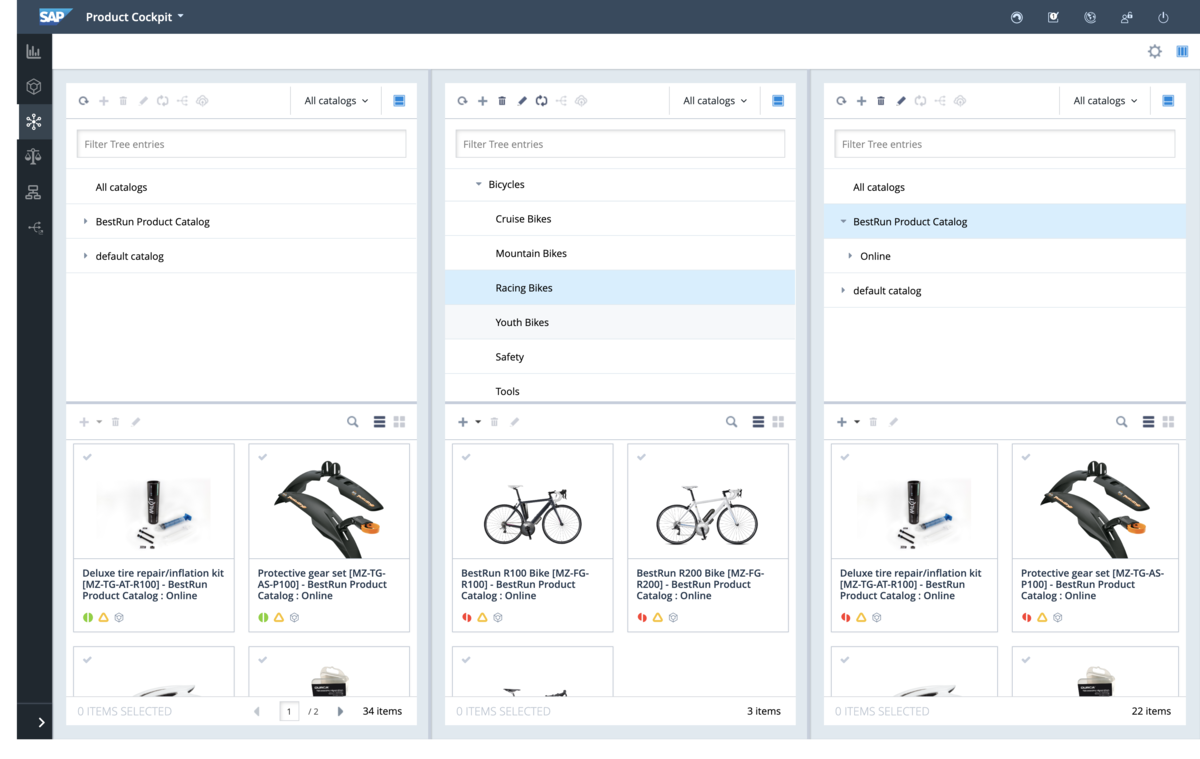 SAP Product Cockpit
All catalogs
Filter Tree entries
All catalogs
BestRun Product Catalog
default catalog
Deluxe tire repair/inflation kit
[MZ-TG-AT-R100] - BestRun
Product Catalog : Online
Protective gear set [MZ-TG-
AS-P100] - BestRun Product
Catalog : Online
0 ITEMS SELECTED
1 / 2
34 items
All catalogs
Filter Tree entries
Bicycles
Cruise Bikes
Mountain Bikes
Racing Bikes
Youth Bikes
Safety
Tools
BestRun R100 Bike [MZ-FG-
R100] - BestRun Product
Catalog : Online
BestRun R200 Bike [MZ-FG-
R200] - BestRun Product
Catalog : Online
0 ITEMS SELECTED
3 items
All catalogs
Filter Tree entries
All catalogs
BestRun Product Catalog
Online
default catalog
Deluxe tire repair/inflation kit
[MZ-TG-AT-R100] - BestRun
Product Catalog : Online
Protective gear set [MZ-TG-AS-
P100] - BestRun Product
Catalog : Online
0 ITEMS SELECTED
22 items